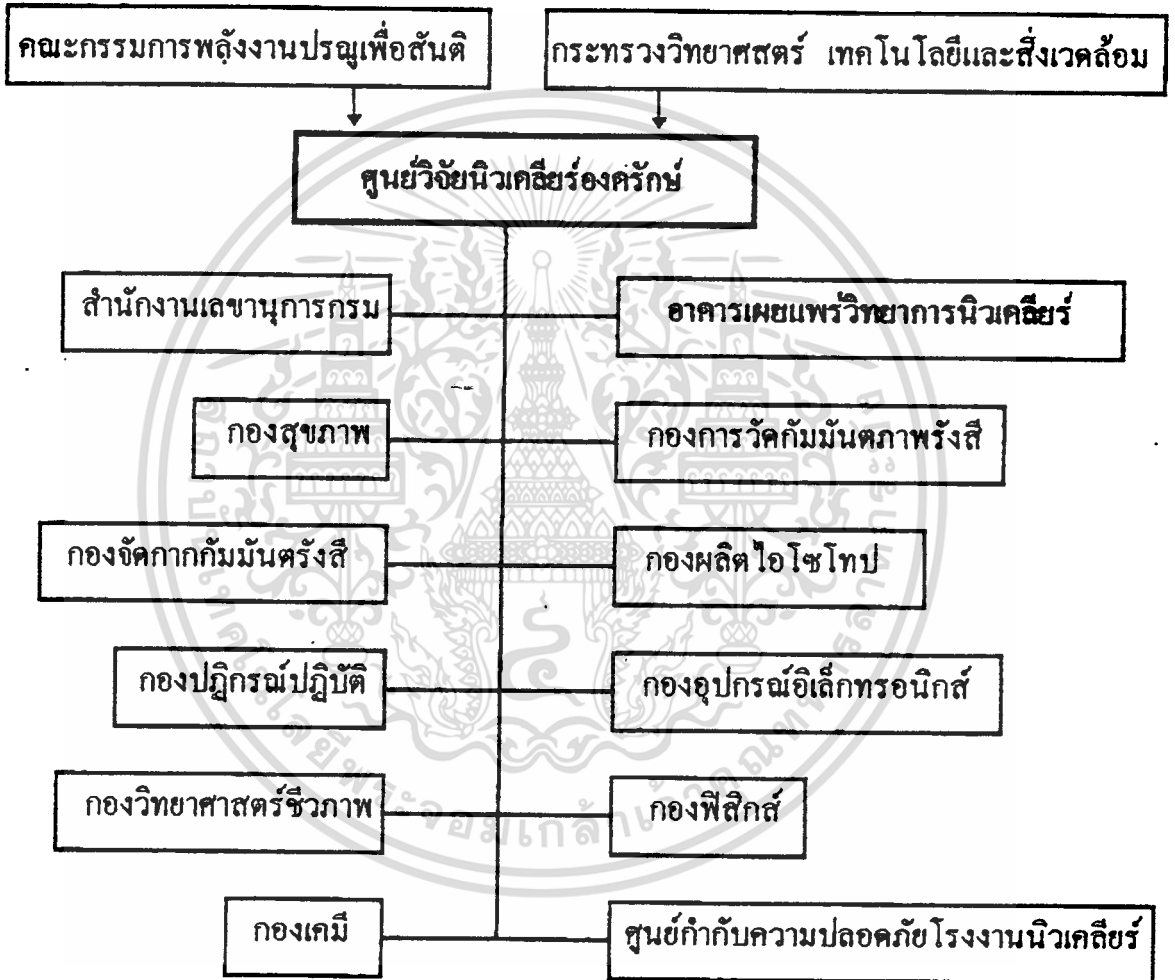 คณะกรรมการพลังงานปรณูเพื่อสันติ
กระทรวงวิทยาศสตร์ เทคโนโลยีและสิ่งเวดล้อม
ศูนย์วิจัยนิวเคลียร์องครักษ์
สำนักงานเลขานุการกรม
อาคารเผยแพร่วิทยาการนิวเคลียร์
กองสุขภาพ
กองการวัดกัมมันตภาพรังสี
กองจัดกากกัมมันตรังสี
กองผลิตไอโซโทป
กองปฏิกรณ์ปฏิบัติ
กองอุปกรณ์อิเล็กทรอนิกส์
กองวิทยาศาสตร์ชีวภาพ
กองฟิสิกส์
กองเคมี
ศูนย์กำกับความปลอดภัยโรงงานนิวเคลียร์